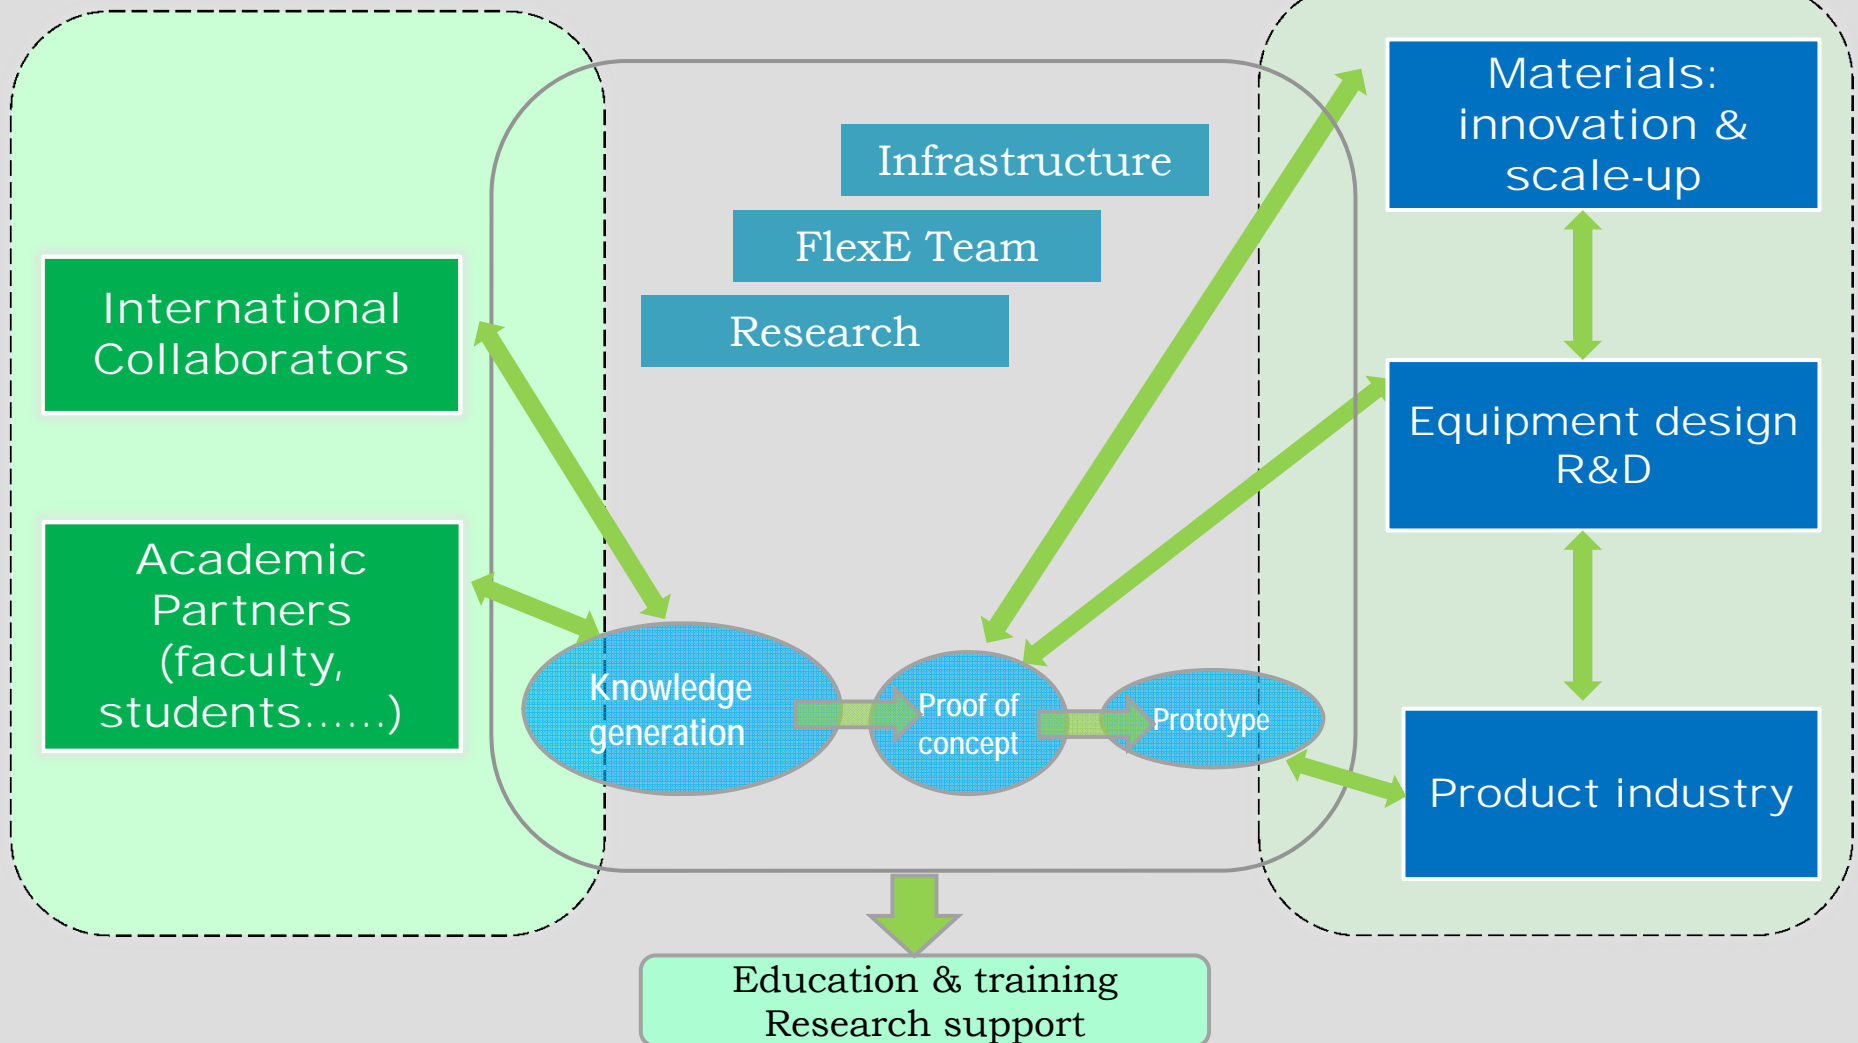 International
Collaborators
Academic
Partners
(faculty,
students......)
Infrastructure
FlexE Team
Research
Knowledge
generation
Proof of
concept
Prototype
Materials:
innovation &
scale-up
Equipment design
R&D
Product industry
Education & training
Research support